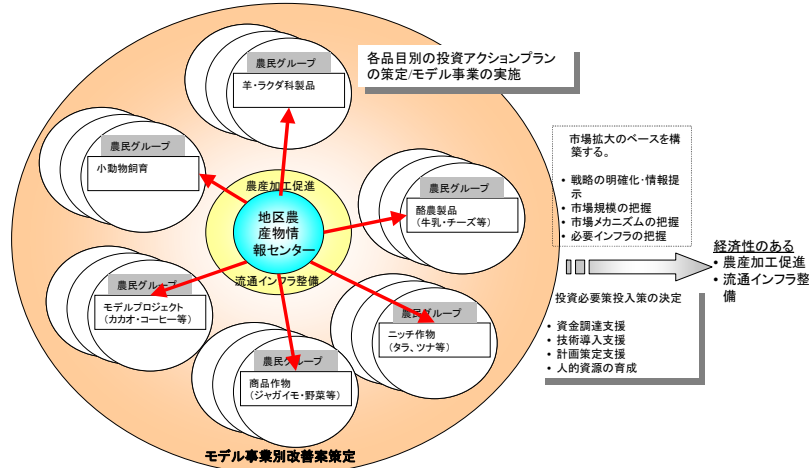 各品目別の投資アクションプラン
の策定/モデル事業の実施
農民グループ
羊・ラクダ科製品
農民グループ
小動物飼育
農民グループ
酪農製品
(牛乳・チーズ等)
農産加工促進
地区農
産物情
報センター
流通インフラ整備
農民グループ
モデルプロジェクト
(カカオ・コーヒー等)
農民グループ
ニッチ作物
(タラ、ツナ等)
農民グループ
商品作物
(ジャガイモ・野菜等)
モデル事業別改善案策定
市場拡大のベースを構
築する。
• 戦略の明確化・情報提
示
• 市場規模の把握
• 市場メカニズムの把握
• 必要インフラの把握
投資必要策投入策の決定
• 資金調達支援
• 技術導入支援
• 計画策定支援
• 人的資源の育成
経済性のある
• 農産加工促進
• 流通インフラ整
備